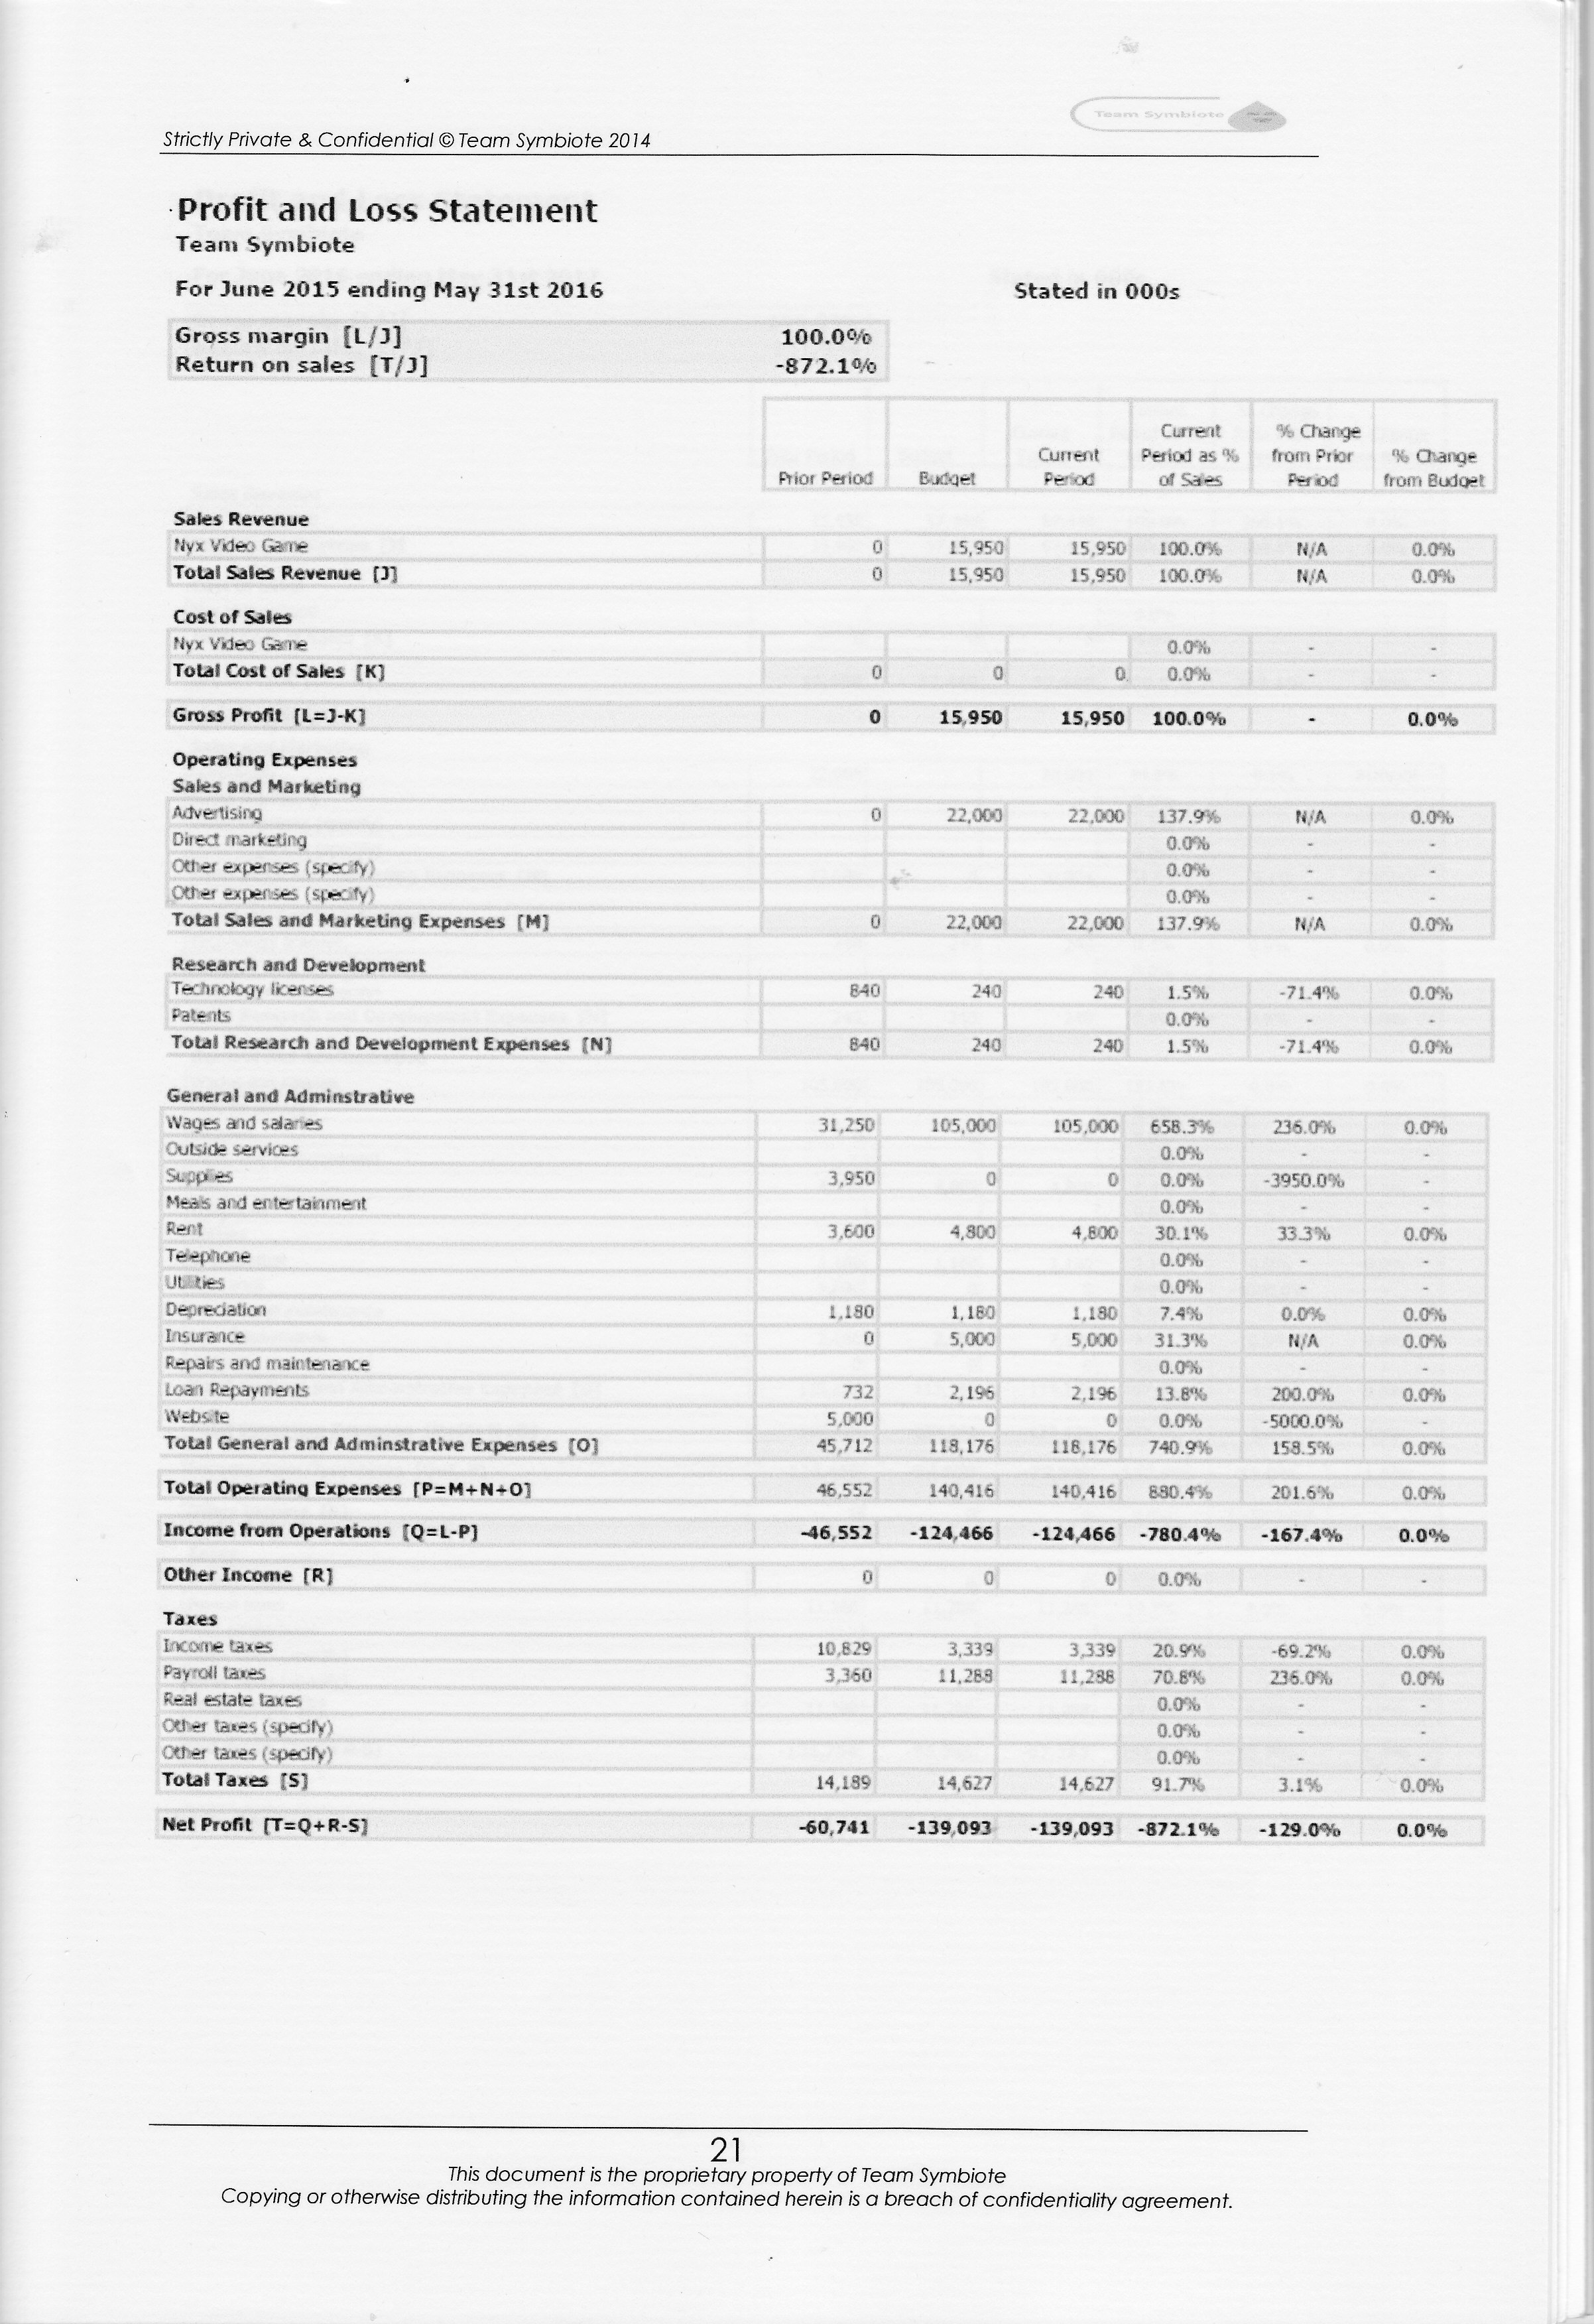 Team Symbiote
Strictly Private & Confidential © Team Symbiote 2014
Profit and Loss Statement
Team Symbiote
For June 2015 ending May 31st 2016 Stated in 000s
Gross margin [L/J] 100.0%
Return on sales [T/J] -872.1%
Prior Period Budget Current Period Current Period as % of Sales % Change from Prior Period % Change from Budget
Sales Revenue
Nyx Video Game 0 15,950 15,950 100.0% N/A 0.0%
Total Sales Revenue [J] 0 15,950 15,950 100.0% N/A 0.0%
Cost of Sales
Nyx Video Game 0.0% - -
Total Cost of Sales [K] 0 0 0 0.0% - -
Gross Profit [L=J-K] 0 15,950 15,950 100.0% - 0.0%
Operating Expenses
Sales and Marketing
Advertising 0 22,000 22,000 137.9% N/A 0.0%
Direct marketing 0.0% - -
Other expenses (specify) 0.0% - -
Other expenses (specify) 0.0% - -
Total Sales and Marketing Expenses [M] 0 22,000 22,000 137.9% N/A 0.0%
Research and Development
Technology licenses 840 240 240 1.5% -71.4% 0.0%
Patents 0.0% - -
Total Research and Development Expenses [N] 840 240 240 1.5% -71.4% 0.0%
General and Adminstrative
Wages and salaries 31,250 105,000 105,000 658.3% 236.0% 0.0%
Outside services 0.0% - -
Supplies 3,950 0 0 0.0% -3950.0% -
Meals and entertainment 0.0% - -
Rent 3,600 4,800 4,800 30.1% 33.3% 0.0%
Telephone 0.0% - -
Utilities 0.0% - -
Depreciation 1,180 1,180 1,180 7.4% 0.0% 0.0%
Insurance 0 5,000 5,000 31.3% N/A 0.0%
Repairs and maintenance 0.0% - -
Loan Repayments 732 2,196 2,196 13.8% 200.0% 0.0%
Website 5,000 0 0 0.0% -5000.0% -
Total General and Adminstrative Expenses [O] 45,712 118,176 118,176 740.9% 158.5% 0.0%
Total Operating Expenses [P=M+N+O] 46,552 140,416 140,416 880.4% 201.6% 0.0%
Income from Operations [Q=L-P] -46,552 -124,466 -124,466 -780.4% -167.4% 0.0%
Other Income [R] 0 0 0 0.0% - -
Taxes
Income taxes 10,829 3,339 3,339 20.9% -69.2% 0.0%
Payroll taxes 3,360 11,288 11,288 70.8% 236.0% 0.0%
Real estate taxes 0.0% - -
Other taxes (specify) 0.0% - -
Other taxes (specify) 0.0% - -
Total Taxes [S] 14,189 14,627 14,627 91.7% 3.1% 0.0%
Net Profit [T=Q+R-S] -60,741 -139,093 -139,093 -872.1% -129.0% 0.0%
21
This document is the proprietary property of Team Symbiote
Copying or otherwise distributing the information contained herein is a breach of confidentiality agreement.